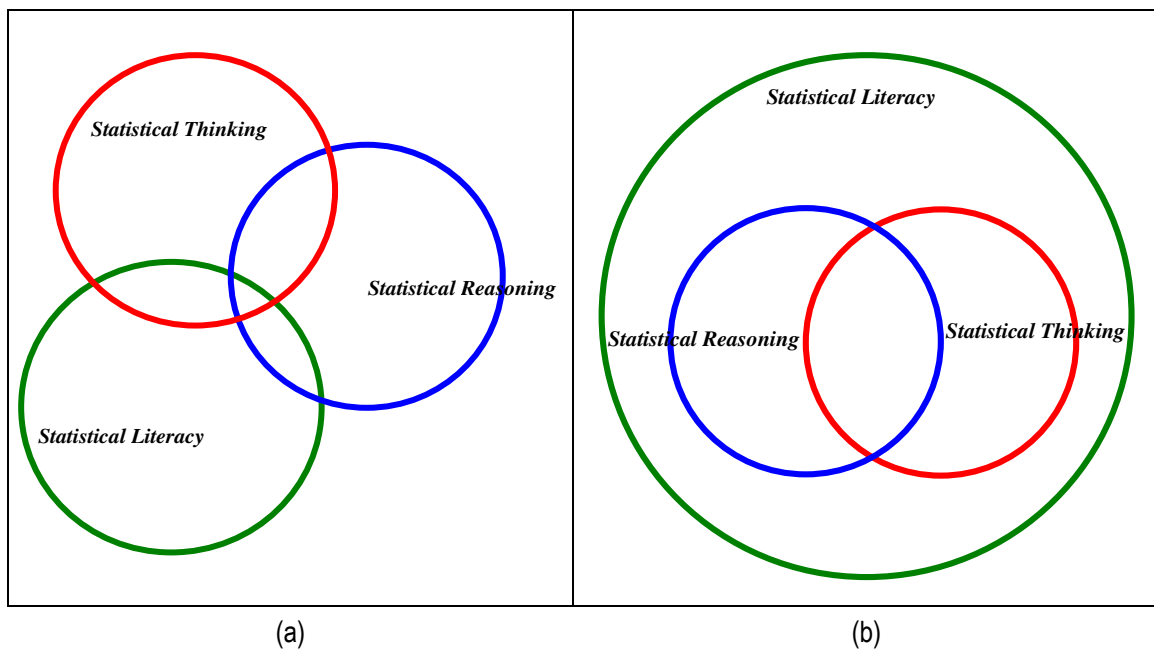 Statistical Thinking
Statistical Reasoning
Statistical Literacy
(a)
Statistical Literacy
Statistical Reasoning
Statistical Thinking
(b)